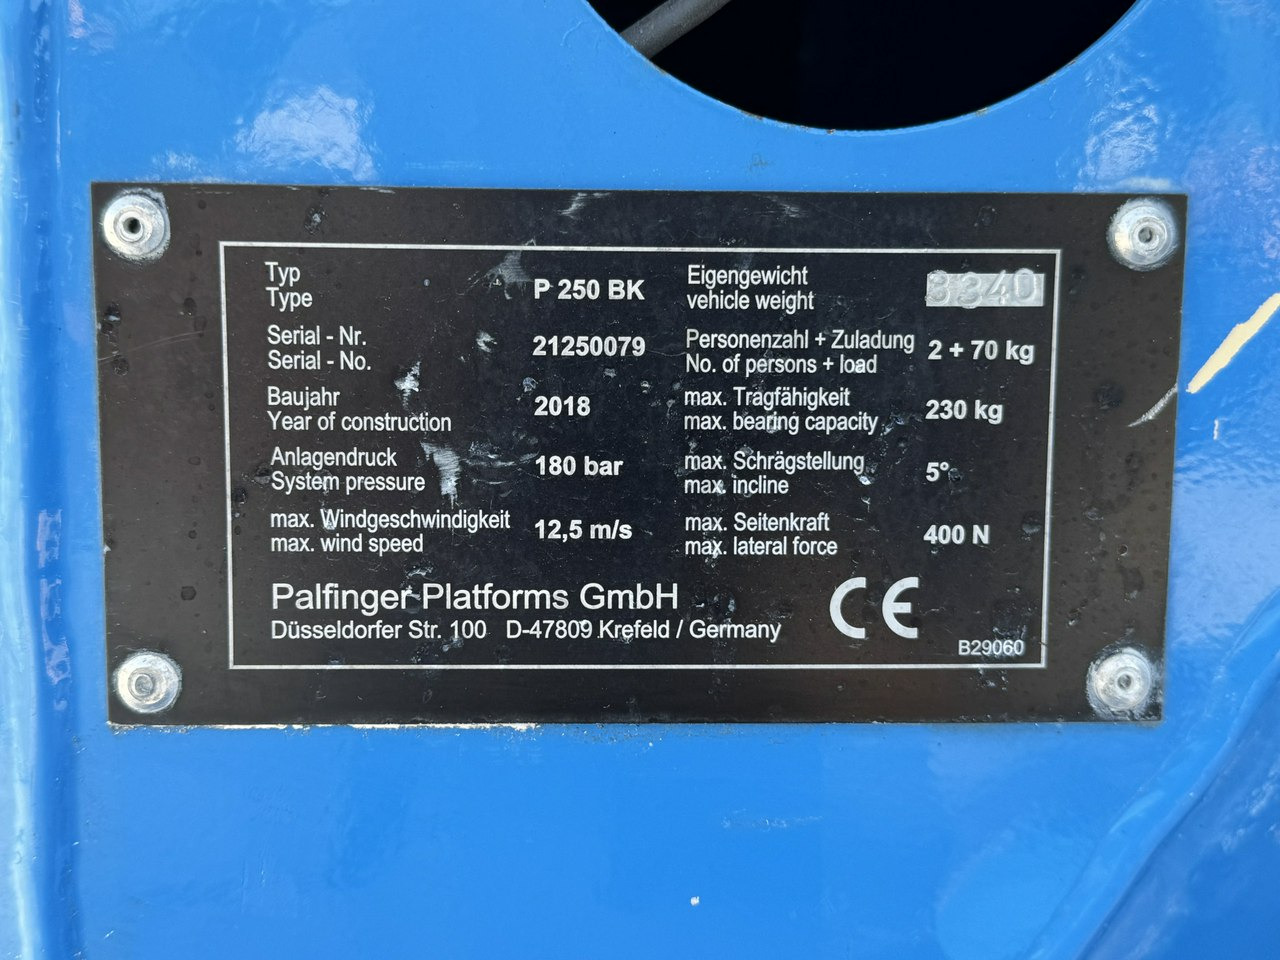 Typ
Type
P 250 BK
Serial - Nr.
Serial - No.
21250079
Baujahr
Year of construction
2018
Anlagendruck
System pressure
180 bar
max. Windgeschwindigkeit
max. wind speed
12,5 m/s
Eigengewicht
vehicle weight
3340
Personenzahl + Zuladung
No. of persons + load
2 + 70 kg
max. Tragfähigkeit
max. bearing capacity
230 kg
max. Schrägstellung
max. incline
5°
max. Seitenkraft
max. lateral force
400 N
Palfinger Platforms GmbH
Düsseldorfer Str. 100 D-47809 Krefeld / Germany
CE
B29060